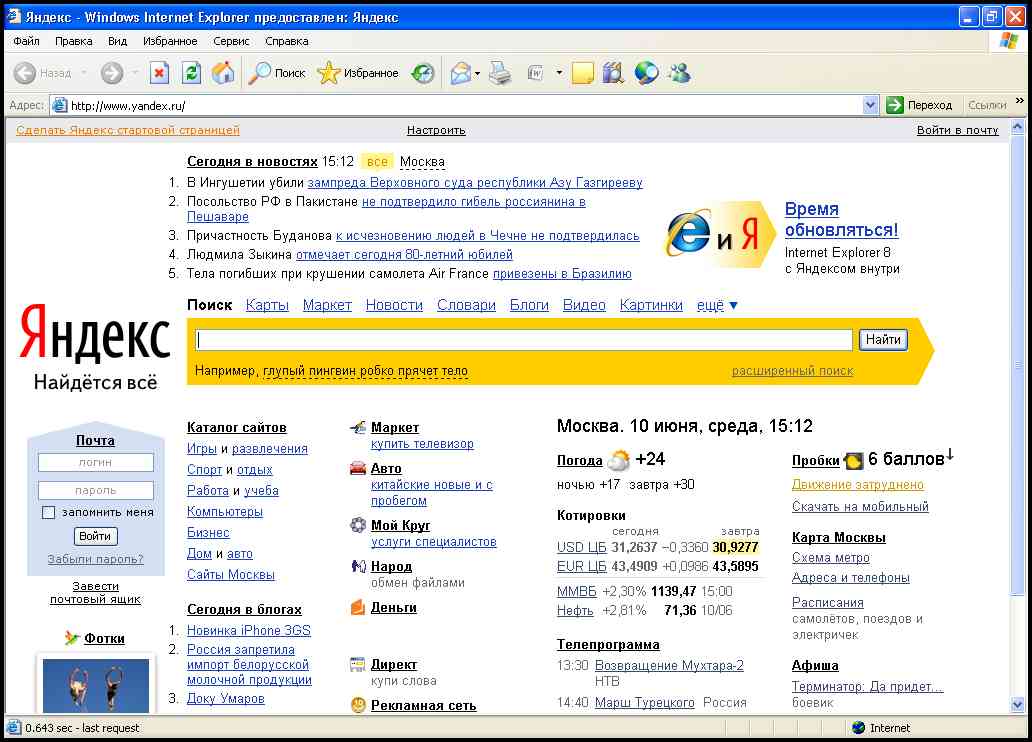 Яндекс - Windows Internet Explorer предоставлен: Яндекс
Файл Правка Вид Избранное Сервис Справка
Назад Поиск Избранное
Адрес: http://www.yandex.ru/ Переход Ссылки »
Сделать Яндекс стартовой страницей Настроить Войти в почту
Сегодня в новостях 15:12 все Москва
1. В Ингушетии убили зампреда Верховного суда республики Азу Газгирееву
2. Посольство РФ в Пакистане не подтвердило гибель россиянина в
Пешаваре
3. Причастность Буданова к исчезновению людей в Чечне не подтвердилась
4. Людмила Зыкина отмечает сегодня 80-летний юбилей
5. Тела погибших при крушении самолета Air France привезены в Бразилию
и Я
Время
обновляться!
Internet Explorer 8
с Яндексом внутри
Яндекс
Найдётся всё
Поиск Карты Маркет Новости Словари Блоги Видео Картинки ещё ▼
Найти
Например, глупый пингвин робко прячет тело расширенный поиск
Почта
логин
пароль
запомнить меня
Войти
Забыли пароль?
Завести
почтовый ящик
Фотки
Каталог сайтов
Игры и развлечения
Спорт и отдых
Работа и учеба
Компьютеры
Бизнес
Дом и авто
Сайты Москвы
Сегодня в блогах
1. Новинка iPhone 3GS
2. Россия запретила
импорт белорусской
молочной продукции
3. Доку Умаров
Маркет
купить телевизор
Авто
китайские новые и с
пробегом
Мой Круг
услуги специалистов
Народ
обмен файлами
Деньги
Директ
купи слова
Рекламная сеть
Москва. 10 июня, среда, 15:12
Погода +24
ночью +17 завтра +30
Котировки
сегодня завтра
USD ЦБ 31,2637 −0,3360 30,9277
EUR ЦБ 43,4909 +0,0986 43,5895
ММВБ +2,30% 1139,47 15:00
Нефть +2,81% 71,36 10/06
Телепрограмма
13:30 Возвращение Мухтара-2
НТВ
14:40 Марш Турецкого Россия
Пробки 6 баллов↓
Движение затруднено
Скачать на мобильный
Карта Москвы
Схема метро
Адреса и телефоны
Расписания
самолётов, поездов и
электричек
Афиша
Терминатор: Да придет...
боевик
0.643 sec - last request Internet